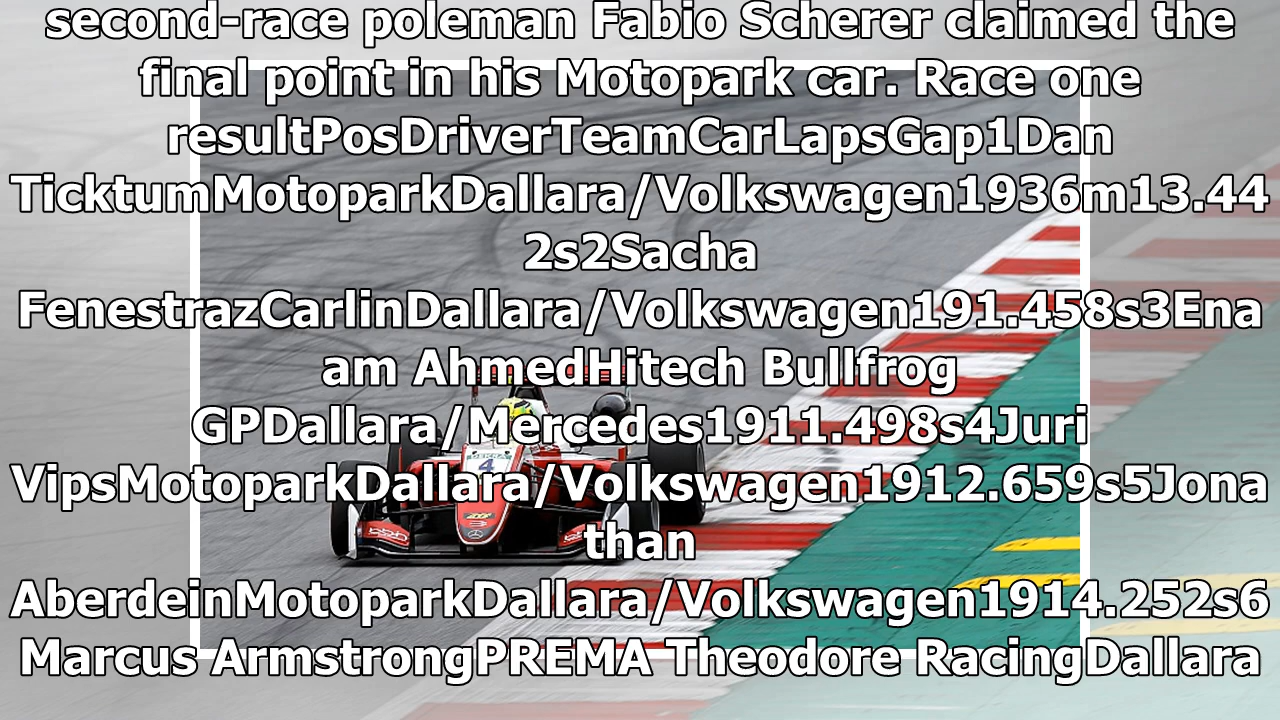 second-race poleman Fabio Scherer claimed the
final point in his Motopark car. Race one
resultPosDriverTeamCarLapsGap1Dan
TicktumMotoparkDallara/Volkswagen1936m13.44
2s2Sacha
FenestrazCarlinDallara/Volkswagen191.458s3Ena
am AhmedHitech Bullfrog
GPDallara/Mercedes1911.498s4Juri
VipsMotoparkDallara/Volkswagen1912.659s5Jona
4
than
AberdeinMotoparkDallara/Volkswagen1914.252s6
Marcus ArmstrongPREMA Theodore RacingDallara